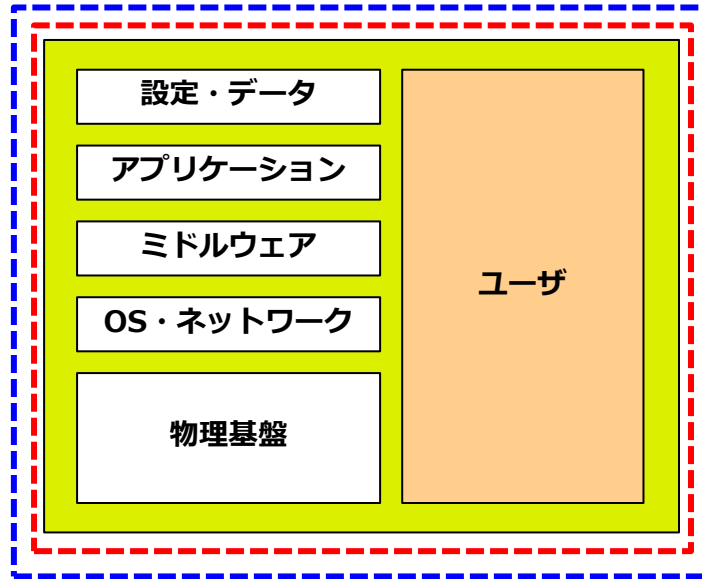 設定・データ
アプリケーション
ミドルウェア
OS・ネットワーク
物理基盤
ユーザ